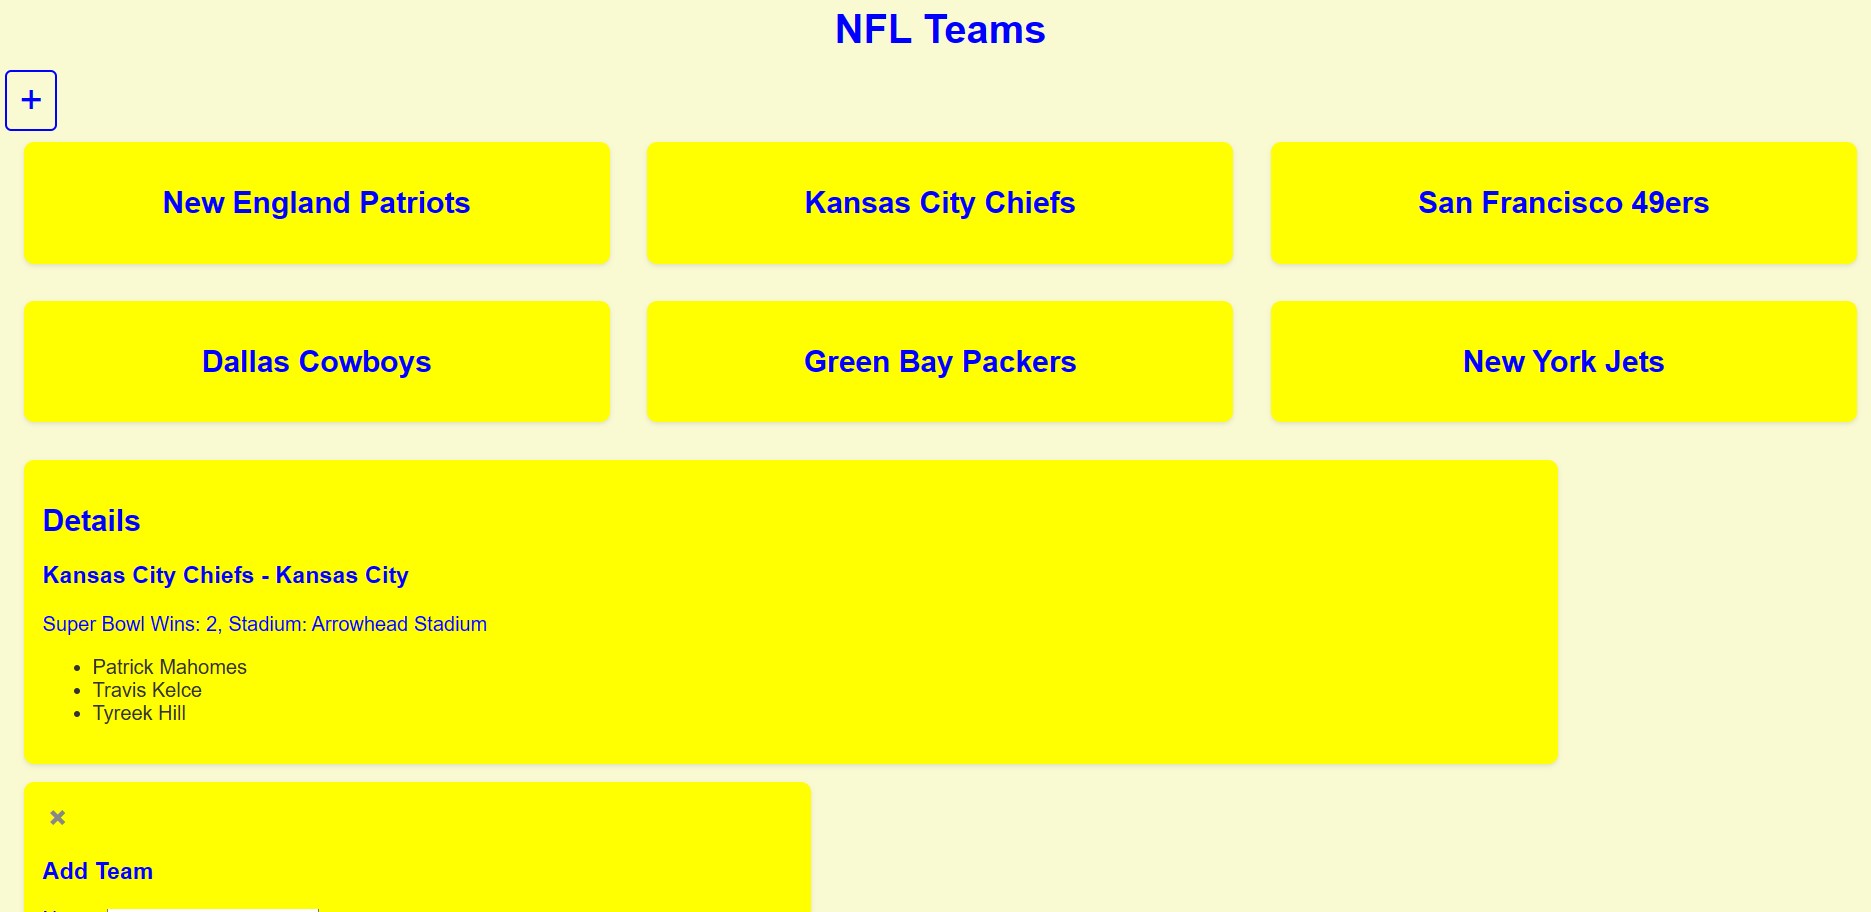 NFL Teams
+
New England Patriots
Kansas City Chiefs
San Francisco 49ers
Dallas Cowboys
Green Bay Packers
New York Jets
Details
Kansas City Chiefs - Kansas City
Super Bowl Wins: 2, Stadium: Arrowhead Stadium
• Patrick Mahomes
• Travis Kelce
• Tyreek Hill
✖
Add Team